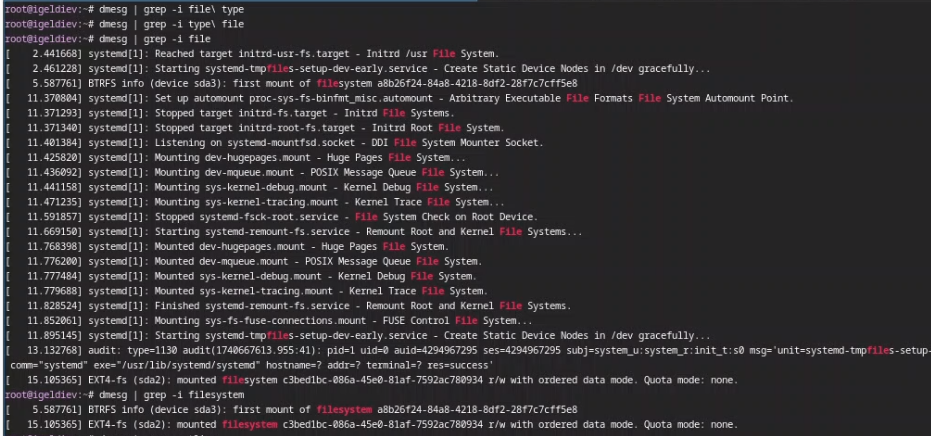 root@igeldiev:~# dmesg | grep -i file\ type
root@igeldiev:~# dmesg | grep -i type\ file
root@igeldiev:~# dmesg | grep -i file
[    2.441668] systemd[1]: Reached target initrd-usr-fs.target - Initrd /usr File System.
[    2.461228] systemd[1]: Starting systemd-tmpfiles-setup-dev-early.service - Create Static Device Nodes in /dev gracefully...
[    5.587761] BTRFS info (device sda3): first mount of filesystem a8b26f24-84a8-4218-8df2-28f7c7cff5e8
[   11.370804] systemd[1]: Set up automount proc-sys-fs-binfmt_misc.automount - Arbitrary Executable File Formats File System Automount Point.
[   11.371293] systemd[1]: Stopped target initrd-fs.target - Initrd File Systems.
[   11.371340] systemd[1]: Stopped target initrd-root-fs.target - Initrd Root File System.
[   11.401384] systemd[1]: Listening on systemd-mountfsd.socket - DDI File System Mounter Socket.
[   11.425820] systemd[1]: Mounting dev-hugepages.mount - Huge Pages File System...
[   11.436092] systemd[1]: Mounting dev-mqueue.mount - POSIX Message Queue File System...
[   11.441158] systemd[1]: Mounting sys-kernel-debug.mount - Kernel Debug File System...
[   11.471235] systemd[1]: Mounting sys-kernel-tracing.mount - Kernel Trace File System...
[   11.591857] systemd[1]: Stopped systemd-fsck-root.service - File System Check on Root Device.
[   11.669150] systemd[1]: Starting systemd-remount-fs.service - Remount Root and Kernel File Systems...
[   11.768398] systemd[1]: Mounted dev-hugepages.mount - Huge Pages File System.
[   11.776200] systemd[1]: Mounted dev-mqueue.mount - POSIX Message Queue File System.
[   11.777484] systemd[1]: Mounted sys-kernel-debug.mount - Kernel Debug File System.
[   11.779688] systemd[1]: Mounted sys-kernel-tracing.mount - Kernel Trace File System.
[   11.828524] systemd[1]: Finished systemd-remount-fs.service - Remount Root and Kernel File Systems.
[   11.852061] systemd[1]: Mounting sys-fs-fuse-connections.mount - FUSE Control File System...
[   11.895145] systemd[1]: Starting systemd-tmpfiles-setup-dev-early.service - Create Static Device Nodes in /dev gracefully...
[   13.132768] audit: type=1130 audit(1740667613.955:41): pid=1 uid=0 auid=4294967295 ses=4294967295 subj=system_u:system_r:init_t:s0 msg='unit=systemd-tmpfiles-setup-
comm="systemd" exe="/usr/lib/systemd/systemd" hostname=? addr=? terminal=? res=success'
[   15.105365] EXT4-fs (sda2): mounted filesystem c3bed1bc-086a-45e0-81af-7592ac780934 r/w with ordered data mode. Quota mode: none.
root@igeldiev:~# dmesg | grep -i filesystem
[    5.587761] BTRFS info (device sda3): first mount of filesystem a8b26f24-84a8-4218-8df2-28f7c7cff5e8
[   15.105365] EXT4-fs (sda2): mounted filesystem c3bed1bc-086a-45e0-81af-7592ac780934 r/w with ordered data mode. Quota mode: none.